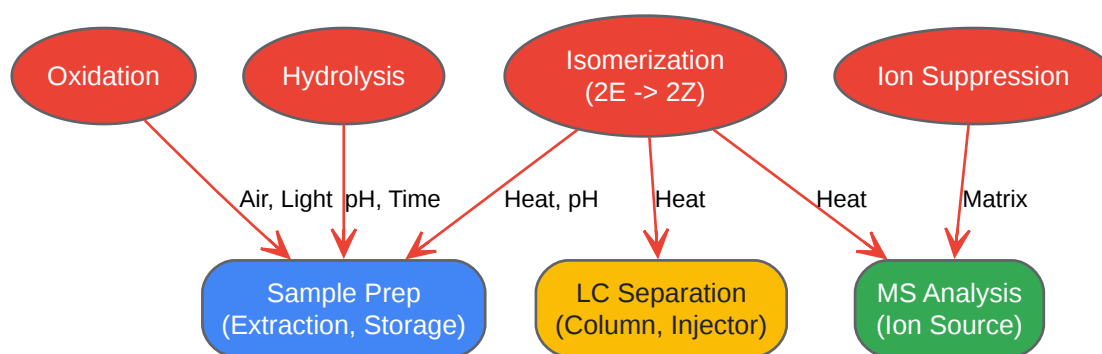 Oxidation
Hydrolysis
Isomerization
(2E -> 2Z)
Ion Suppression
Air, Light
pH, Time
Heat, pH
Heat
Heat
Matrix
Sample Prep
(Extraction, Storage)
LC Separation
(Column, Injector)
MS Analysis
(Ion Source)